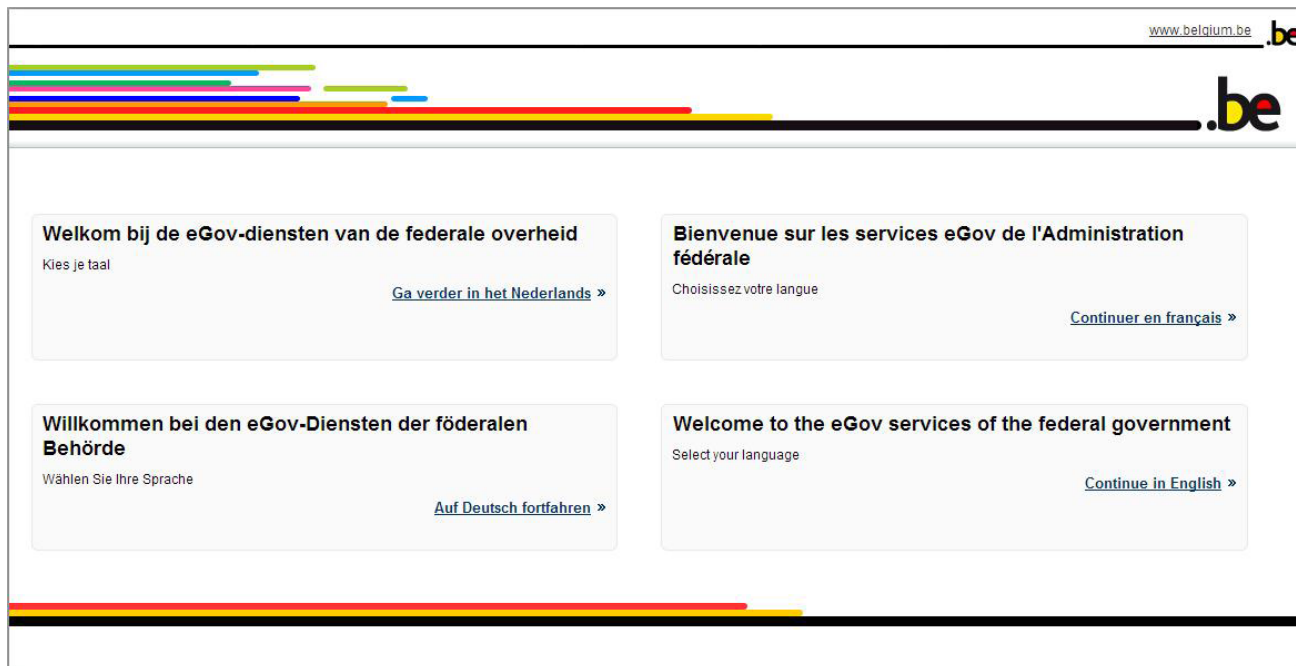 www.belgium.be
.be
.be
Welkom bij de eGov-diensten van de federale overheid
Kies je taal
Ga verder in het Nederlands »
Bienvenue sur les services eGov de l'Administration
fédérale
Choisissez votre langue
Continuer en français »
Willkommen bei den eGov-Diensten der föderalen
Behörde
Wählen Sie Ihre Sprache
Auf Deutsch fortfahren »
Welcome to the eGov services of the federal government
Select your language
Continue in English »